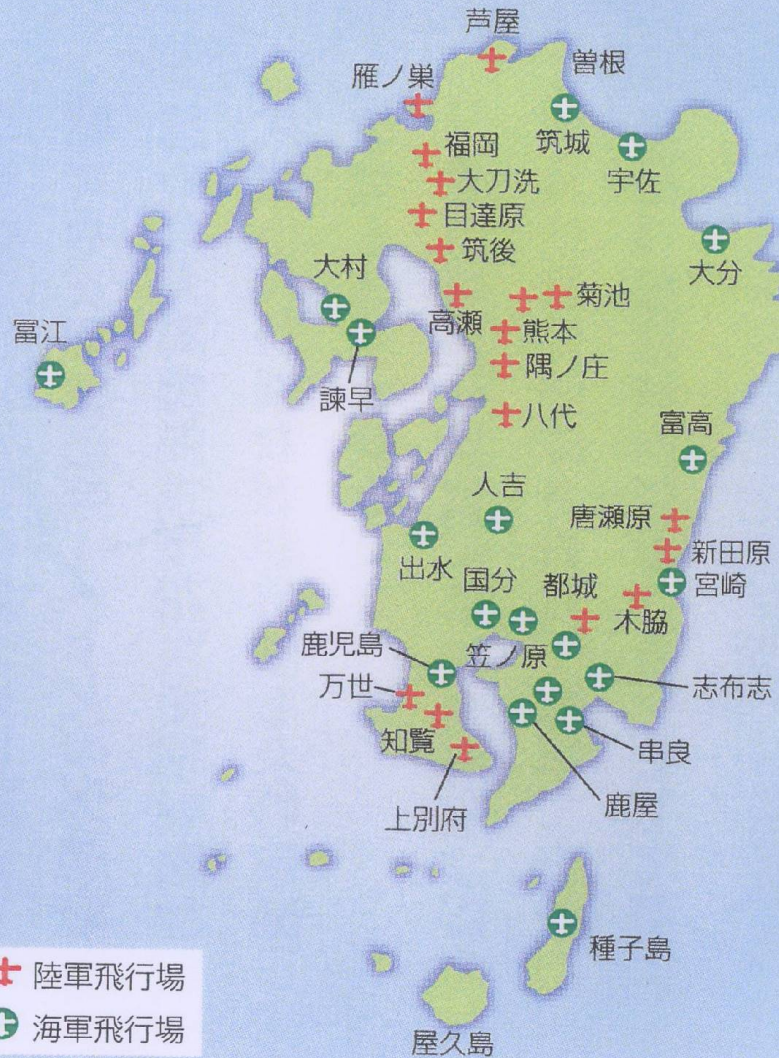 芦屋
曽根
雁ノ巣
筑城
福岡
宇佐
大刀洗
目達原
筑後
大分
大村
菊池
高瀬
富江
熊本
隅ノ庄
諫早
八代
富高
人吉
唐瀬原
新田原
出水
国分
都城
宮崎
木脇
鹿児島
笠ノ原
万世
志布志
知覧
串良
鹿屋
上別府
種子島
陸軍飛行場
海軍飛行場
屋久島